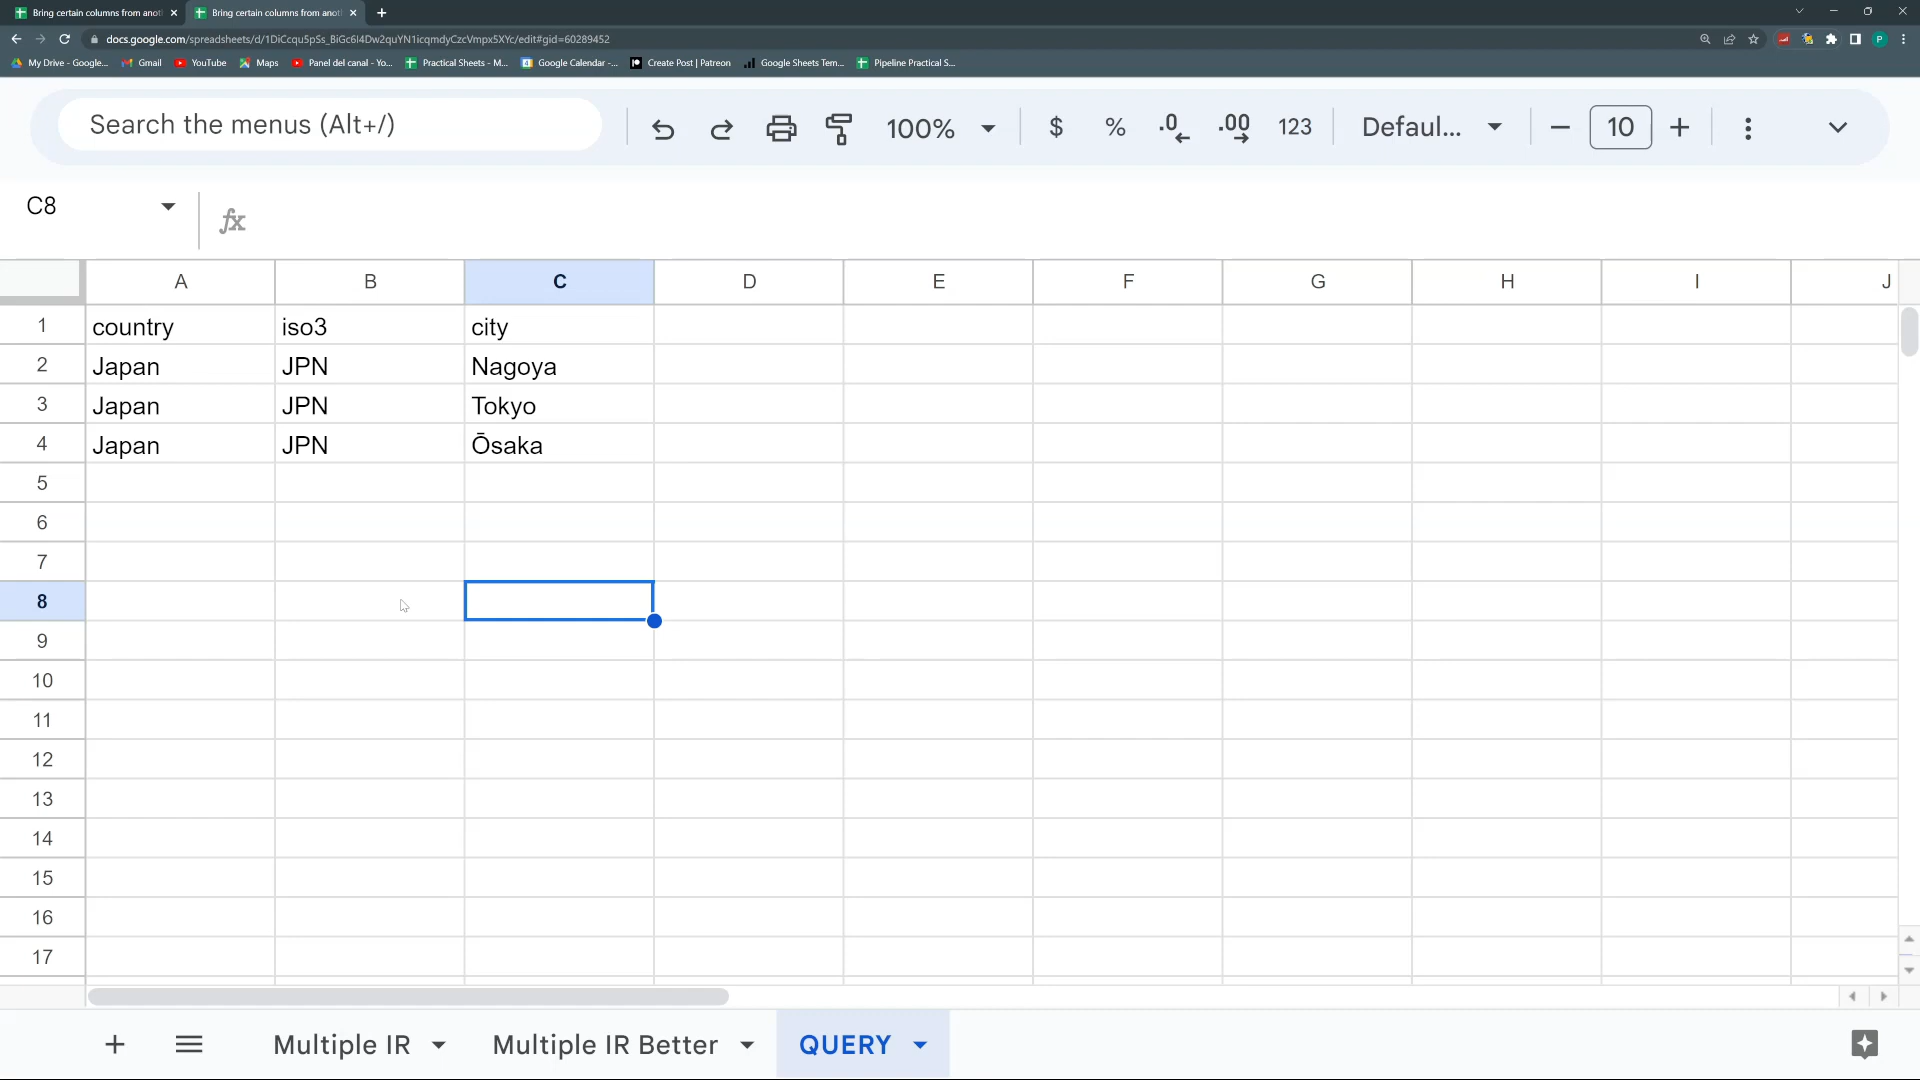 Bring certain columns from anot
Bring certain columns from anot
docs.google.com/spreadsheets/d/1DiCcqu5pSs_BiGc6I4Dw2quYN1icqmdyCzcVmpx5XYc/edit#gid=60289452
P
My Drive - Google...
Gmail
YouTube
Maps
Panel del canal - Yo...
Practical Sheets - M...
Google Calendar -...
Create Post | Patreon
Google Sheets Tem...
Pipeline Practical S...
Search the menus (Alt+/)
100%
$
%
.0
.00
123
Defaul...
10
C8
fx
A B C D E F G H I J
1 country iso3 city
2 Japan JPN Nagoya
3 Japan JPN Tokyo
4 Japan JPN Ōsaka
5
6
7
8
9
10
11
12
13
14
15
16
17
Multiple IR
Multiple IR Better
QUERY